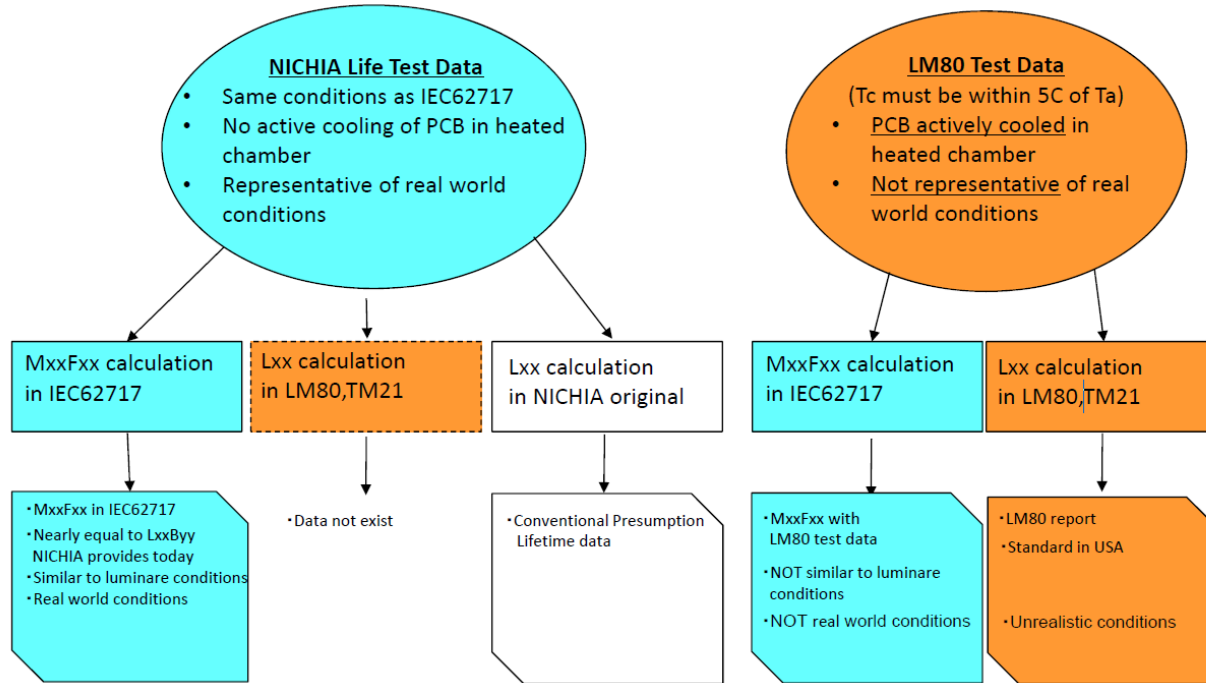 NICHIA Life Test Data
• Same conditions as IEC62717
• No active cooling of PCB in heated
chamber
• Representative of real world
conditions
LM80 Test Data
(Tc must be within 5C of Ta)
• PCB actively cooled in
heated chamber
• Not representative of real
world conditions
MxxFxx calculation
in IEC62717
Lxx calculation
in LM80,TM21
Lxx calculation
in NICHIA original
MxxFxx calculation
in IEC62717
Lxx calculation
in LM80,TM21
・MxxFxx in IEC62717
・Nearly equal to LxxByy
NICHIA provides today
・Similar to luminare conditions
・Real world conditions
・Data not exist
・Conventional Presumption
Lifetime data
・MxxFxx with
LM80 test data
・NOT similar to luminare
conditions
・NOT real world conditions
・LM80 report
・Standard in USA
・Unrealistic conditions